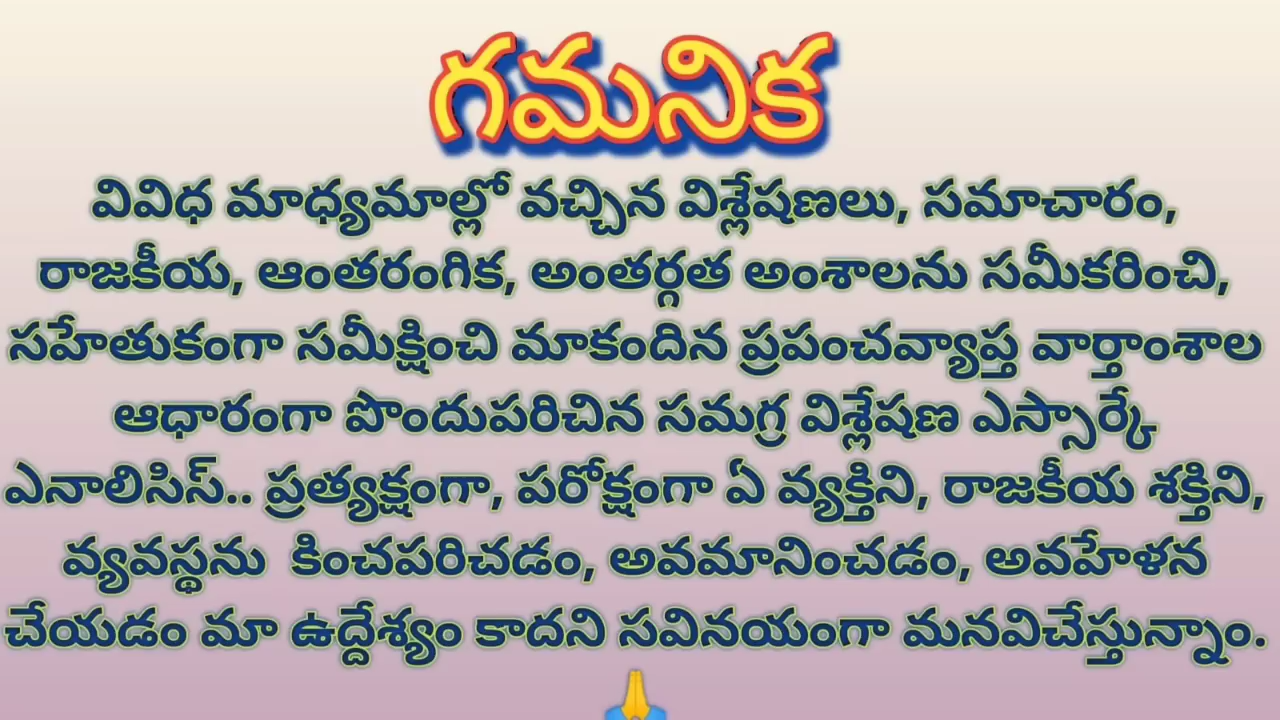 గమనిక
వివిధ మాధ్యమాల్లో వచ్చిన విశ్లేషణలు, సమాచారం,
రాజకీయ, ఆంతరంగిక, అంతర్గత అంశాలను సమీకరించి,
సహేతుకంగా సమీక్షించి మాకందిన ప్రపంచవ్యాప్త వార్తాంశాల
ఆధారంగా పొందుపరిచిన సమగ్ర విశ్లేషణ ఎస్సార్కే
ఎనాలిసిస్.. ప్రత్యక్షంగా, పరోక్షంగా ఏ వ్యక్తిని, రాజకీయ శక్తిని,
వ్యవస్థను కించపరిచడం, అవమానించడం, అవహేళన
చేయడం మా ఉద్దేశ్యం కాదని సవినయంగా మనవిచేస్తున్నాం.